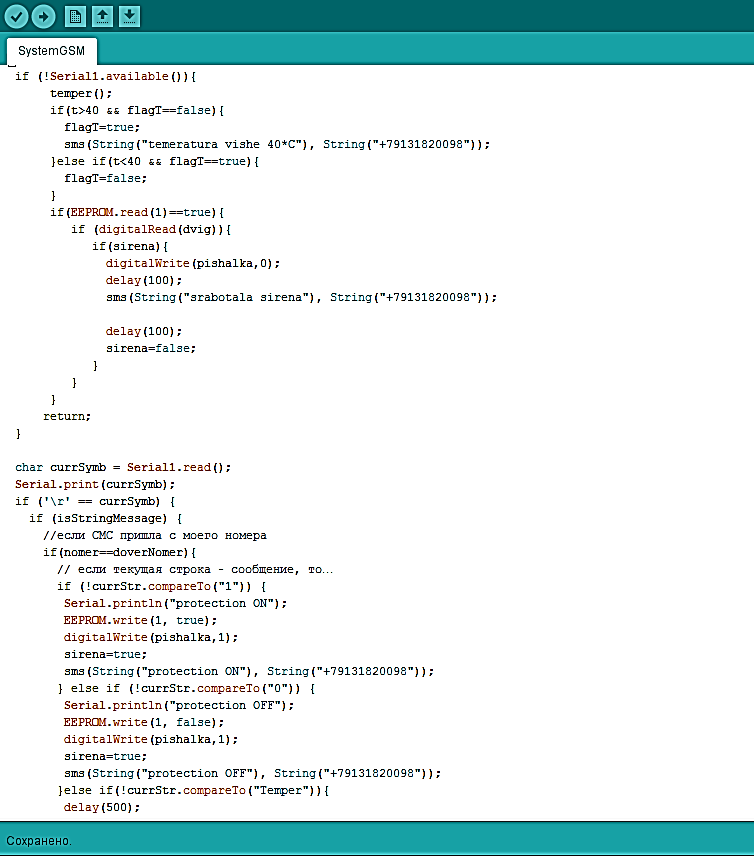 SystemGSM
if (!Serial1.available()){
temper();
if(t>40 && flagT==false){
flagT=true;
sms(String("temeratura vishe 40*C"), String("+79131820098"));
}else if(t<40 && flagT==true){
flagT=false;
}
if(EEPROM.read(1)==true){
if (digitalRead(dvig)){
if(sirena){
digitalWrite(pishalka,0);
delay(100);
sms(String("srabotala sirena"), String("+79131820098"));
delay(100);
sirena=false;
}
}
}
return;
}
char currSymb = Serial1.read();
Serial.print(currSymb);
if ('\r' == currSymb) {
if (isStringMessage) {
//если СМС пришла с моего номера
if(nomer==doverNomer){
// если текущая строка - сообщение, то...
if (!currStr.compareTo("1")) {
Serial.println("protection ON");
EEPROM.write(1, true);
digitalWrite(pishalka,1);
sirena=true;
sms(String("protection ON"), String("+79131820098"));
} else if (!currStr.compareTo("0")) {
Serial.println("protection OFF");
EEPROM.write(1, false);
digitalWrite(pishalka,1);
sirena=true;
sms(String("protection OFF"), String("+79131820098"));
}else if(!currStr.compareTo("Temper")){
delay(500);
Сохранено.